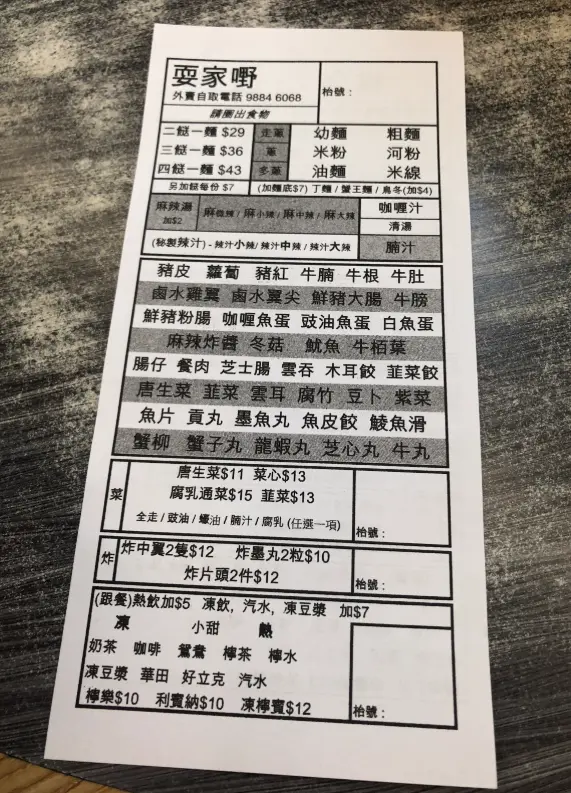 耍家嘢
外賣自取電話 9884 6068
枱號：
請圈出食物
二餸一麵 $29 走蔥 幼麵 粗麵
三餸一麵 $36 蔥 米粉 河粉
四餸一麵 $43 多蔥 油麵 米線
另加餸每份 $7 (加麵底$7) 丁麵 / 蟹王麵 / 烏冬(加$4)
麻辣湯 加$2 麻微辣 / 麻小辣 / 麻中辣 / 麻大辣 咖喱汁
清湯
(秘製辣汁) - 辣汁小辣/ 辣汁中辣 / 辣汁大辣 腩汁
豬皮 蘿蔔 豬紅 牛腩 牛根 牛肚
鹵水雞翼 鹵水翼尖 鮮豬大腸 牛膀
鮮豬粉腸 咖喱魚蛋 豉油魚蛋 白魚蛋
麻辣炸醬 冬菇 魷魚 牛栢葉
腸仔 餐肉 芝士腸 雲吞 木耳餃 韮菜餃
唐生菜 韮菜 雲耳 腐竹 豆卜 紫菜
魚片 貢丸 墨魚丸 魚皮餃 鯪魚滑
蟹柳 蟹子丸 龍蝦丸 芝心丸 牛丸
菜
唐生菜$11 菜心$13
腐乳通菜$15 韮菜$13
全走 / 豉油 / 蠔油 / 腩汁 / 腐乳 (任選一項)
枱號：
炸
炸中翼2隻$12 炸墨丸2粒$10
炸片頭2件$12
枱號：
(跟餐)熱飲加$5 凍飲, 汽水, 凍豆漿 加$7
凍 小甜 熱
奶茶 咖啡 鴛鴦 檸茶 檸水
凍豆漿 華田 好立克 汽水
檸樂$10 利賓納$10 凍檸賓$12
枱號：